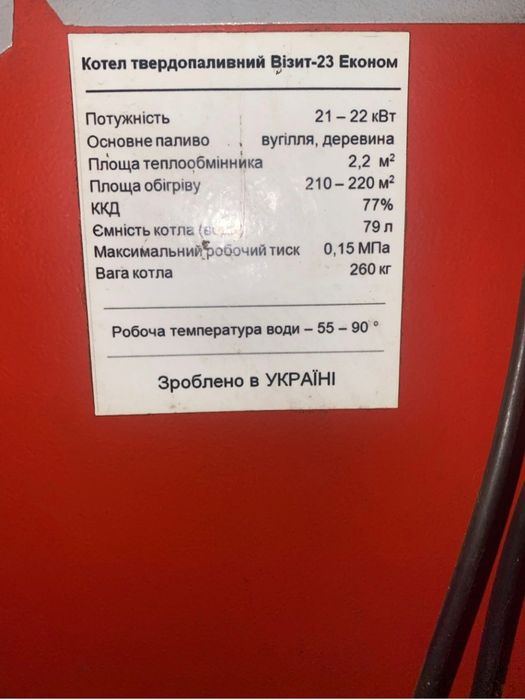 Котел твердопаливний Візит-23 Економ
Потужність 21 – 22 кВт
Основне паливо вугілля, деревина
Площа теплообмінника 2,2 м²
Площа обігріву 210 – 220 м²
ККД 77%
Ємність котла 79 л
Максимальний робочий тиск 0,15 МПа
Вага котла 260 кг
Робоча температура води – 55 – 90 °
Зроблено в УКРАЇНІ